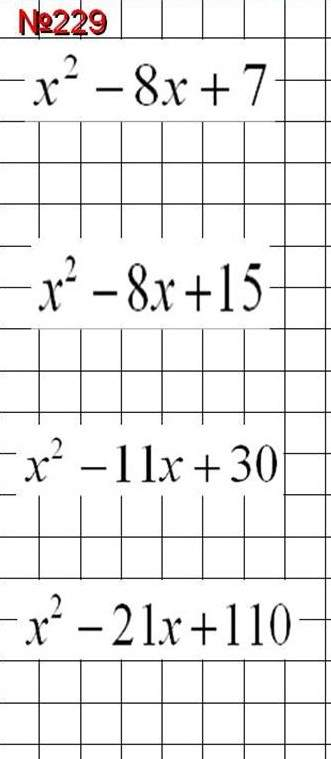 №229
x² − 8x + 7
x² − 8x + 15
x² − 11x + 30
x² − 21x + 110